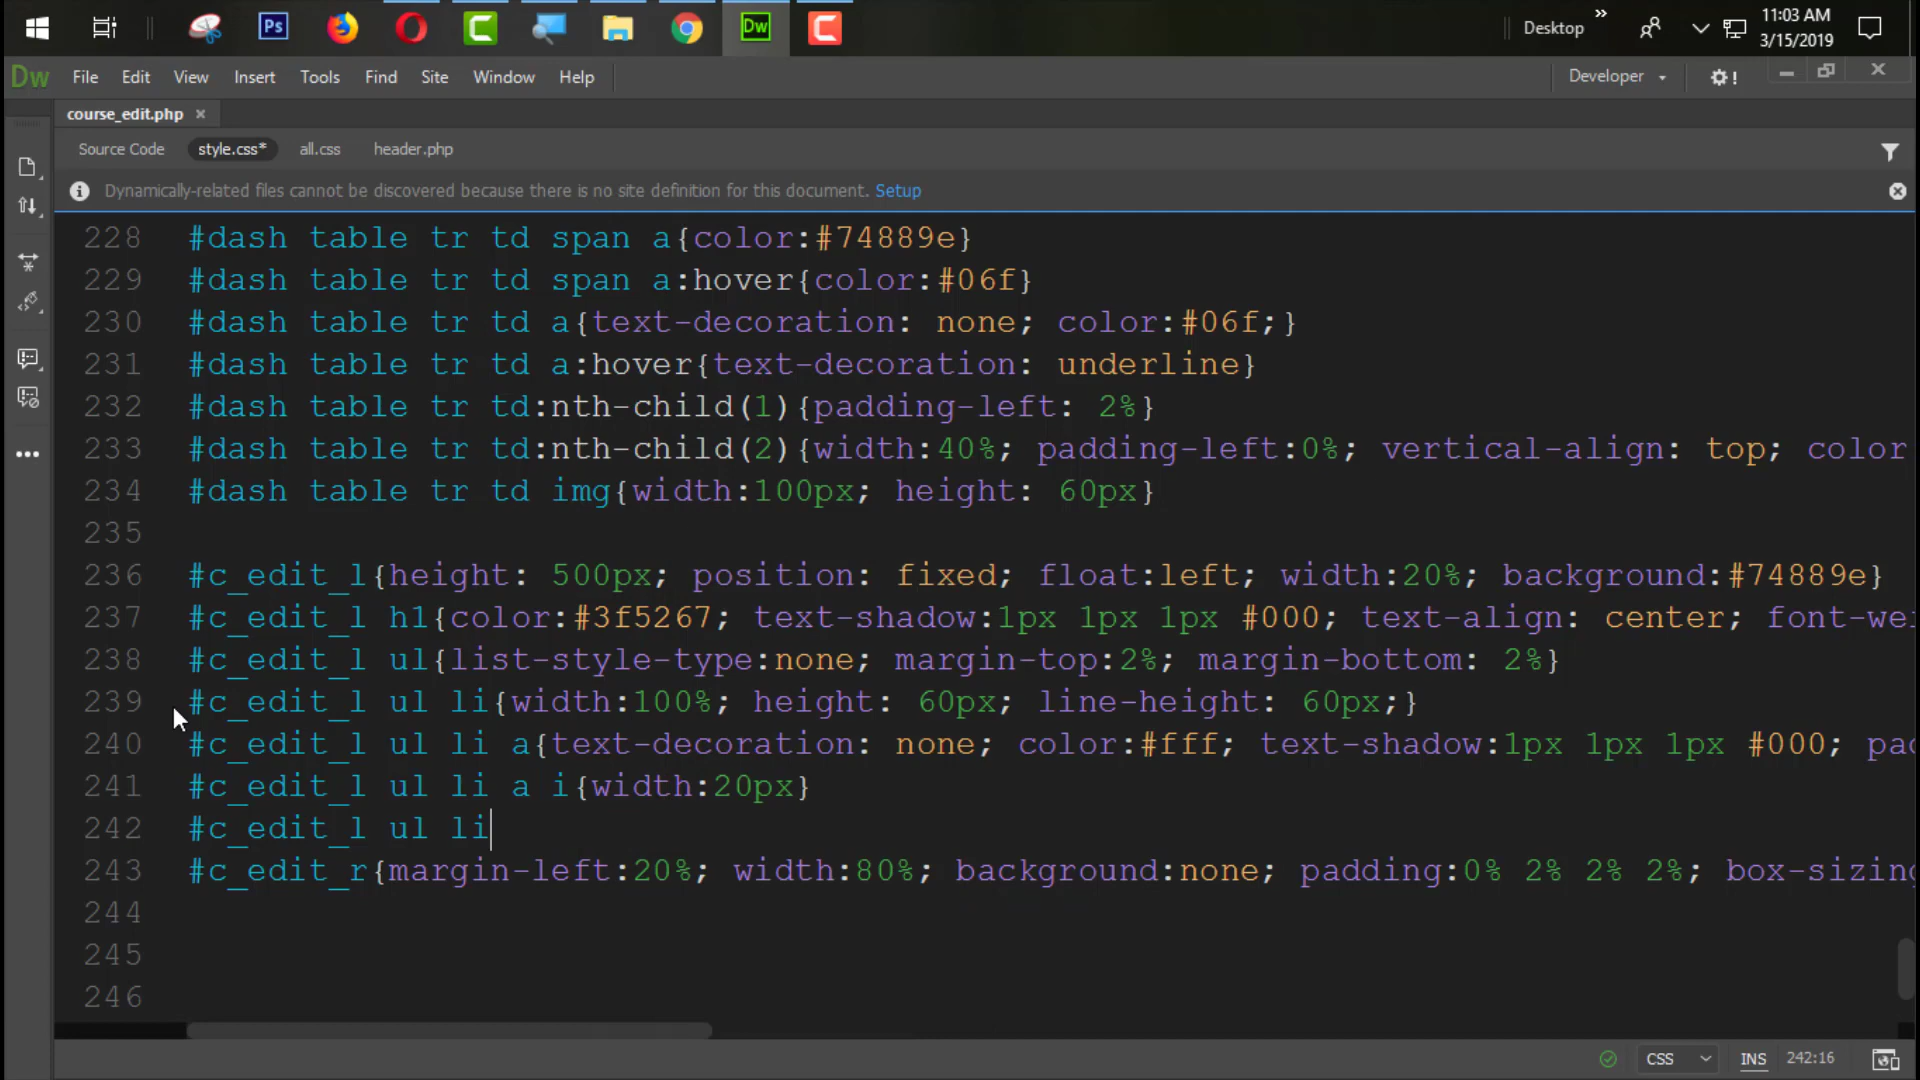 Ps
Dw
Desktop
»
11:03 AM
3/15/2019
Dw File Edit View Insert Tools Find Site Window Help
Developer
course_edit.php ×
Source Code style.css* all.css header.php
Dynamically-related files cannot be discovered because there is no site definition for this document. Setup
228 #dash table tr td span a{color:#74889e}
229 #dash table tr td span a:hover{color:#06f}
230 #dash table tr td a{text-decoration: none; color:#06f;}
231 #dash table tr td a:hover{text-decoration: underline}
232 #dash table tr td:nth-child(1){padding-left: 2%}
233 #dash table tr td:nth-child(2){width:40%; padding-left:0%; vertical-align: top; color
234 #dash table tr td img{width:100px; height: 60px}
235
236 #c_edit_l{height: 500px; position: fixed; float:left; width:20%; background:#74889e}
237 #c_edit_l h1{color:#3f5267; text-shadow:1px 1px 1px #000; text-align: center; font-we
238 #c_edit_l ul{list-style-type:none; margin-top:2%; margin-bottom: 2%}
239 #c_edit_l ul li{width:100%; height: 60px; line-height: 60px;}
240 #c_edit_l ul li a{text-decoration: none; color:#fff; text-shadow:1px 1px 1px #000; pad
241 #c_edit_l ul li a i{width:20px}
242 #c_edit_l ul li
243 #c_edit_r{margin-left:20%; width:80%; background:none; padding:0% 2% 2% 2%; box-sizing
244
245
246
CSS INS 242:16